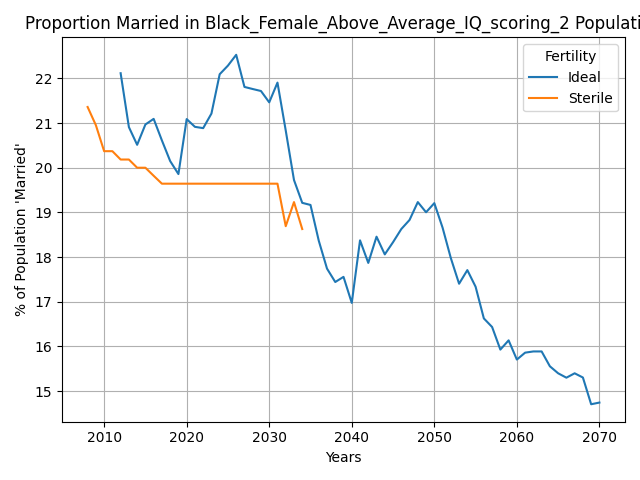 Proportion Married in Black_Female_Above_Average_IQ_scoring_2 Populati
Fertility
Ideal
Sterile
% of Population 'Married'
22
21
20
19
18
17
16
15
2010 2020 2030 2040 2050 2060 2070
Years